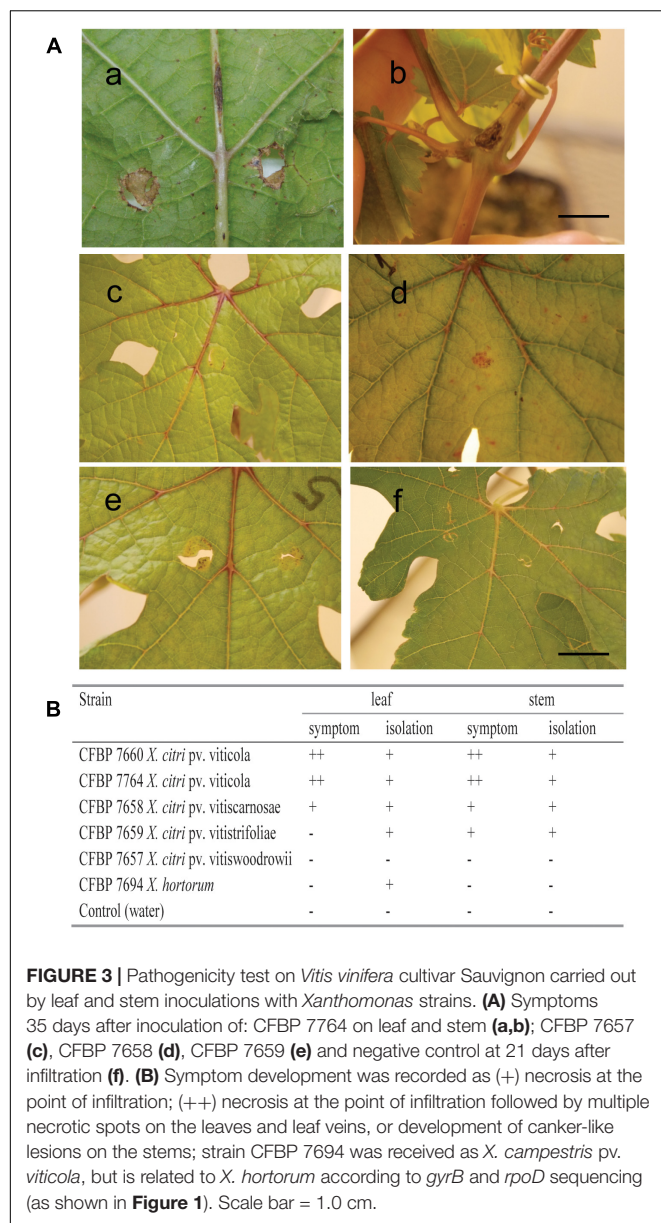 A
a
b
c
d
e
f
B
Strain leaf stem
symptom isolation symptom isolation
CFBP 7660 X. citri pv. viticola ++ + ++ +
CFBP 7764 X. citri pv. viticola ++ + ++ +
CFBP 7658 X. citri pv. vitiscarnosae + + + +
CFBP 7659 X. citri pv. vitistrifoliae - + + +
CFBP 7657 X. citri pv. vitiswoodrowii - - - -
CFBP 7694 X. hortorum - + - -
Control (water) - - - -
FIGURE 3 | Pathogenicity test on Vitis vinifera cultivar Sauvignon carried out
by leaf and stem inoculations with Xanthomonas strains. (A) Symptoms
35 days after inoculation of: CFBP 7764 on leaf and stem (a,b); CFBP 7657
(c), CFBP 7658 (d), CFBP 7659 (e) and negative control at 21 days after
infiltration (f). (B) Symptom development was recorded as (+) necrosis at the
point of infiltration; (++) necrosis at the point of infiltration followed by multiple
necrotic spots on the leaves and leaf veins, or development of canker-like
lesions on the stems; strain CFBP 7694 was received as X. campestris pv.
viticola, but is related to X. hortorum according to gyrB and rpoD sequencing
(as shown in Figure 1). Scale bar = 1.0 cm.